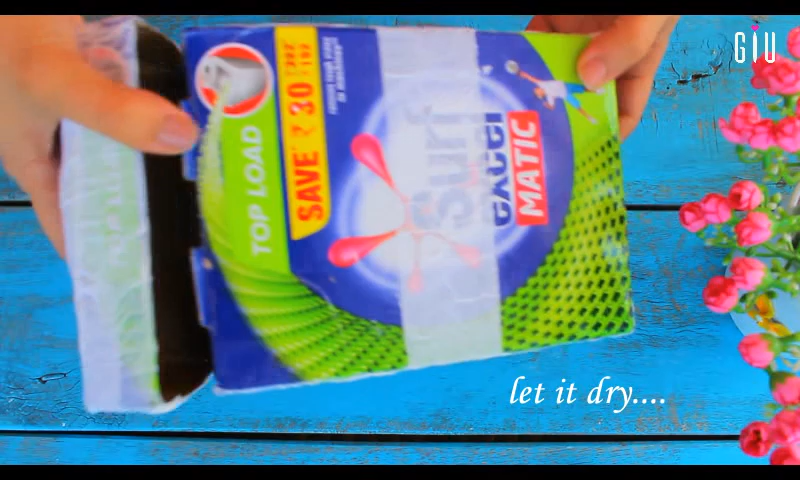 GiU
SAVE* ₹ 30
TOP LOAD
Surf
excel
MATIC
let it dry....